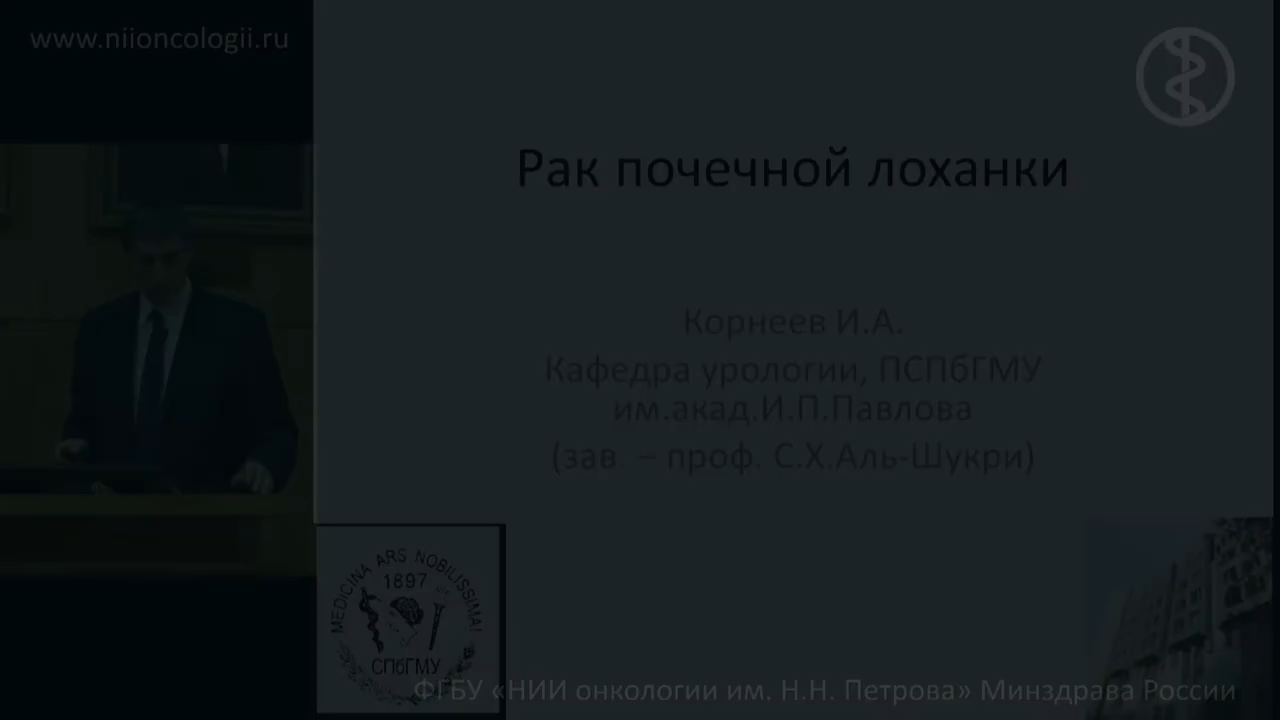 www.niioncologii.ru
Рак почечной лоханки
Корнеев И.А.
Кафедра урологии, ПСПбГМУ
им.акад.И.П.Павлова
(зав. – проф. С.Х.Аль-Шукри)
MEDICINA ARS NOBILISSIMA!
1897
СПбГМУ
ФГБУ «НИИ онкологии им. Н.Н. Петрова» Минздрава России